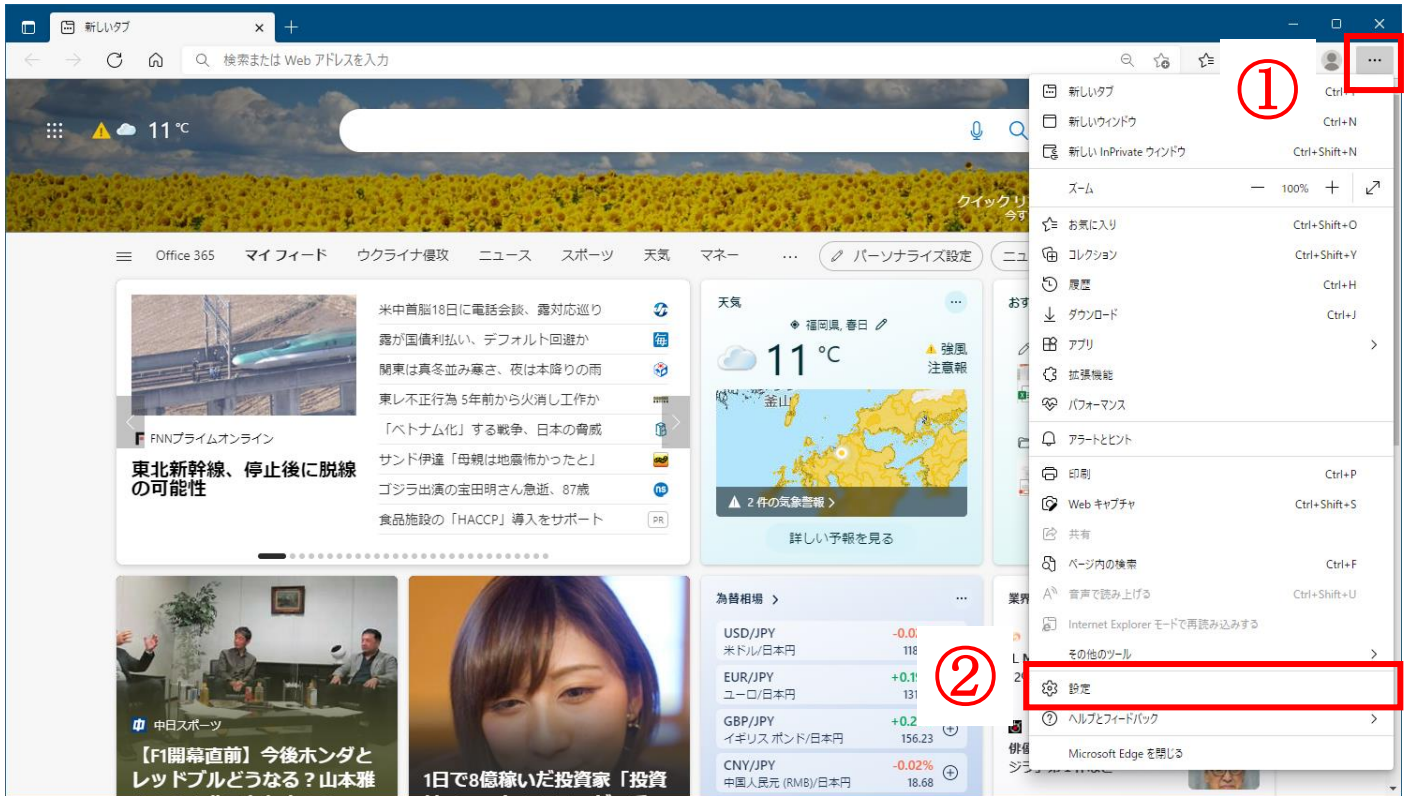 新しいタブ
検索または Web アドレスを入力
①
11 °C
クイックリ
今す
Office 365 マイ フィード ウクライナ侵攻 ニュース スポーツ 天気 マネー ... パーソナライズ設定 ニュ
FNNプライムオンライン
東北新幹線、停止後に脱線
の可能性
米中首脳18日に電話会談、露対応巡り
露が国債利払い、デフォルト回避か
関東は真冬並み寒さ、夜は本降りの雨
東レ不正行為 5年前から火消し工作か
「ベトナム化」する戦争、日本の脅威
サンド伊達「母親は地震怖かったと」
ゴジラ出演の宝田明さん急逝、87歳
食品施設の「HACCP」導入をサポート PR
天気 ...
福岡県, 春日
11 °C
強風
注意報
釜山
2 件の気象警報 >
詳しい予報を見る
おす
中日スポーツ
【F1開幕直前】今後ホンダと
レッドブルどうなる？山本雅
1日で8億稼いだ投資家「投資
為替相場 > ...
USD/JPY -0.0
米ドル/日本円 118
EUR/JPY +0.1
ユーロ/日本円 131
GBP/JPY +0.2
イギリス ポンド/日本円 156.23
CNY/JPY -0.02%
中国人民元 (RMB)/日本円 18.68
業界
②
俳優
新しいタブ Ctrl+T
新しいウィンドウ Ctrl+N
新しい InPrivate ウィンドウ Ctrl+Shift+N
ズーム — 100% +
お気に入り Ctrl+Shift+O
コレクション Ctrl+Shift+Y
履歴 Ctrl+H
ダウンロード Ctrl+J
アプリ >
拡張機能
パフォーマンス
アラートとヒント
印刷 Ctrl+P
Web キャプチャ Ctrl+Shift+S
共有
ページ内の検索 Ctrl+F
音声で読み上げる Ctrl+Shift+U
Internet Explorer モードで再読み込みする
その他のツール >
設定
ヘルプとフィードバック >
Microsoft Edge を閉じる